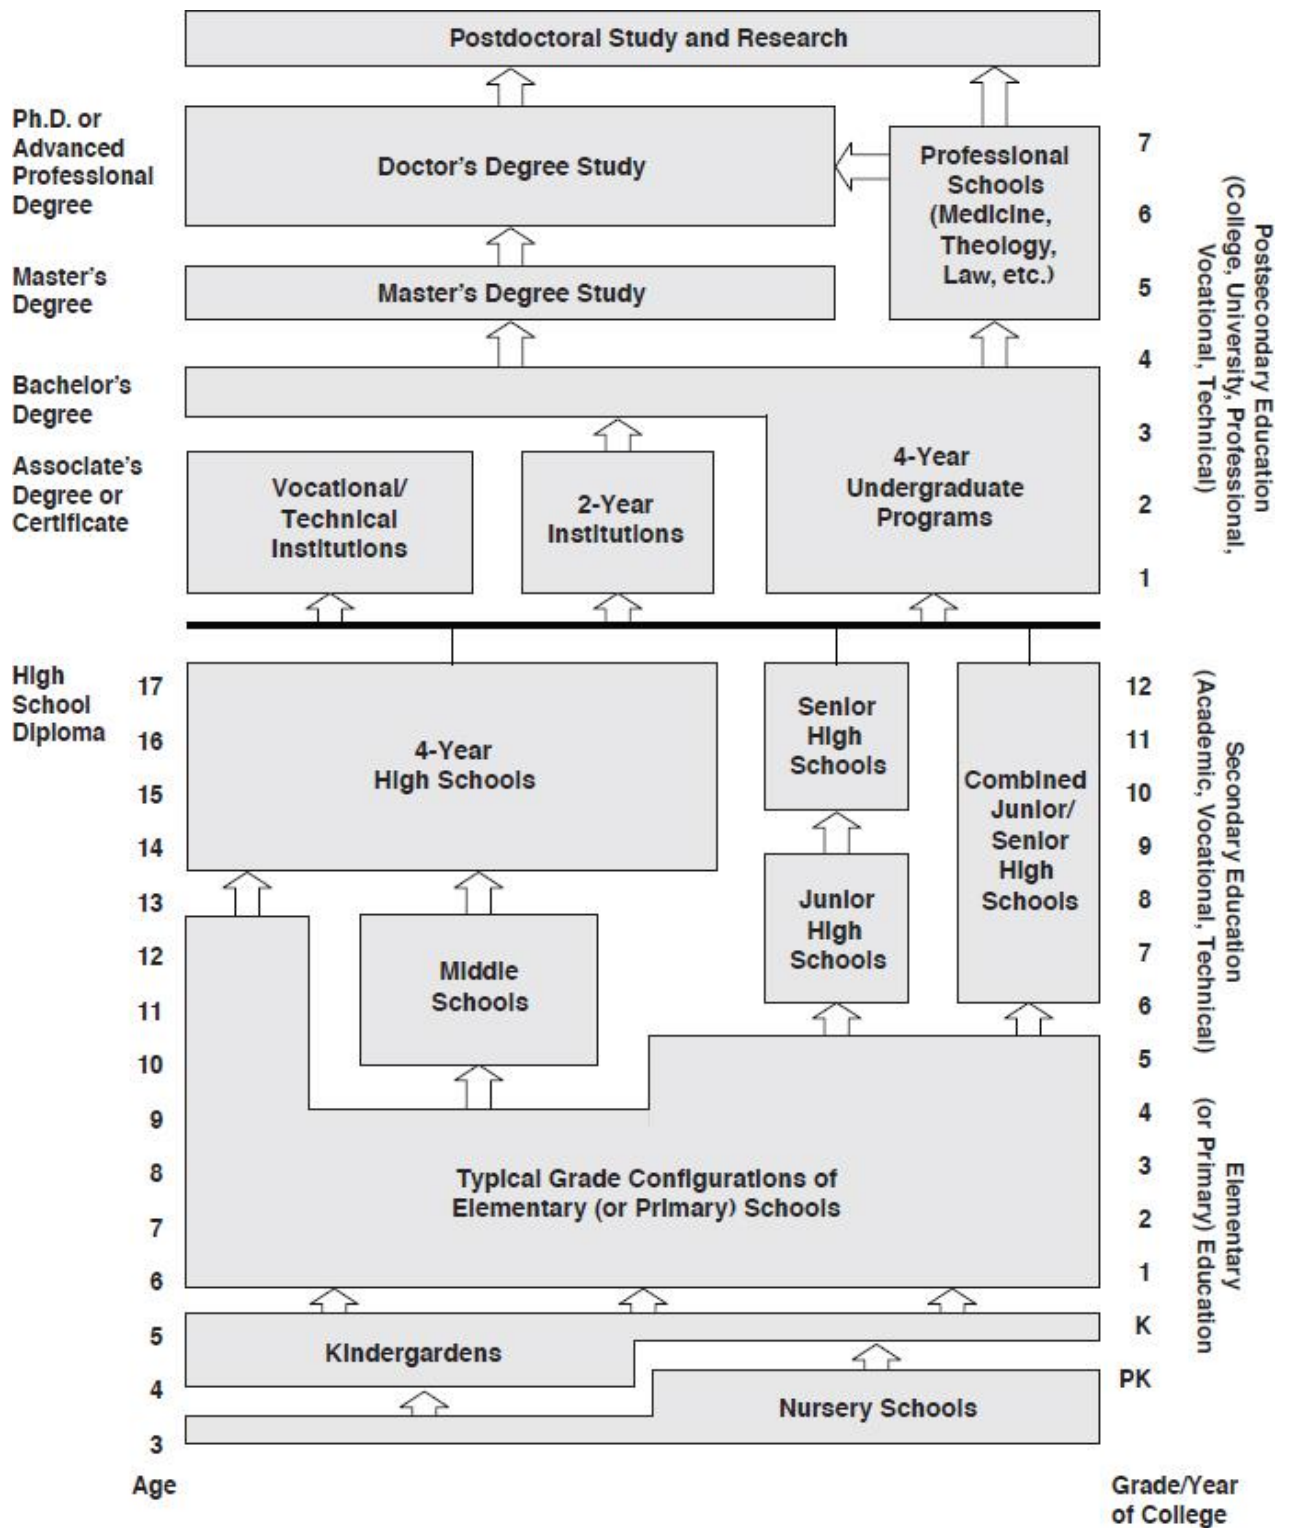 Postdoctoral Study and Research
Ph.D. or
Advanced
Professional
Degree
Doctor's Degree Study
Professional
Schools
(Medicine,
Theology,
Law, etc.)
7
6
5
Master's
Degree
Master's Degree Study
Bachelor's
Degree
4
3
2
1
4-Year
Undergraduate
Programs
Associate's
Degree or
Certificate
Vocational/
Technical
Institutions
2-Year
Institutions
Postsecondary Education
(College, University, Professional,
Vocational, Technical)
High
School
Diploma
17
16
15
14
13
12
11
10
9
8
7
6
5
4
3
4-Year
High Schools
Senior
High
Schools
Combined
Junior/
Senior
High
Schools
Junior
High
Schools
Middle
Schools
12
11
10
9
8
7
6
5
4
3
2
1
K
PK
Secondary Education
(Academic, Vocational, Technical)
Typical Grade Configurations of
Elementary (or Primary) Schools
Elementary
(or Primary) Education
Kindergardens
Nursery Schools
Age
Grade/Year
of College